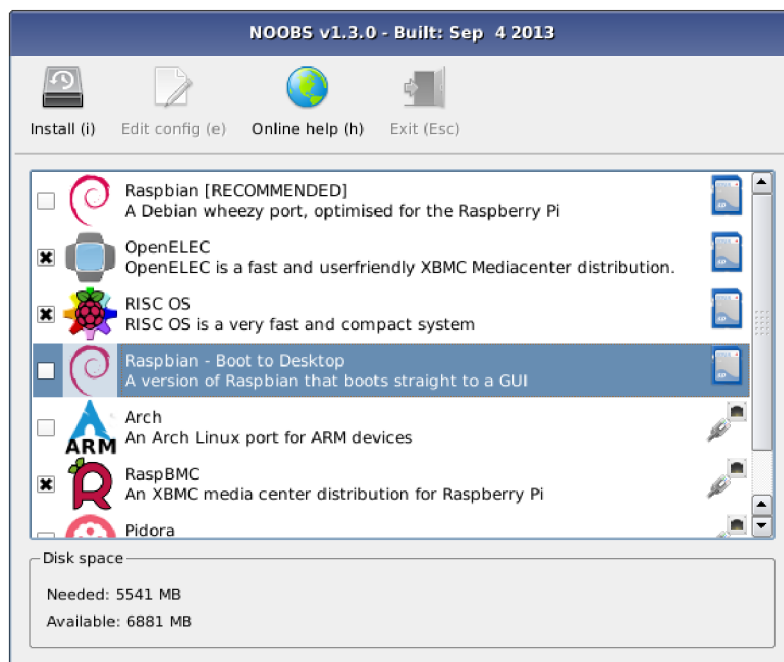 NOOBS v1.3.0 - Built: Sep 4 2013
Install (i) Edit config (e) Online help (h) Exit (Esc)
Raspbian [RECOMMENDED]
A Debian wheezy port, optimised for the Raspberry Pi
OpenELEC
OpenELEC is a fast and userfriendly XBMC Mediacenter distribution.
RISC OS
RISC OS is a very fast and compact system
Raspbian - Boot to Desktop
A version of Raspbian that boots straight to a GUI
Arch
An Arch Linux port for ARM devices
ARM
RaspBMC
An XBMC media center distribution for Raspberry Pi
Pidora
Disk space
Needed: 5541 MB
Available: 6881 MB